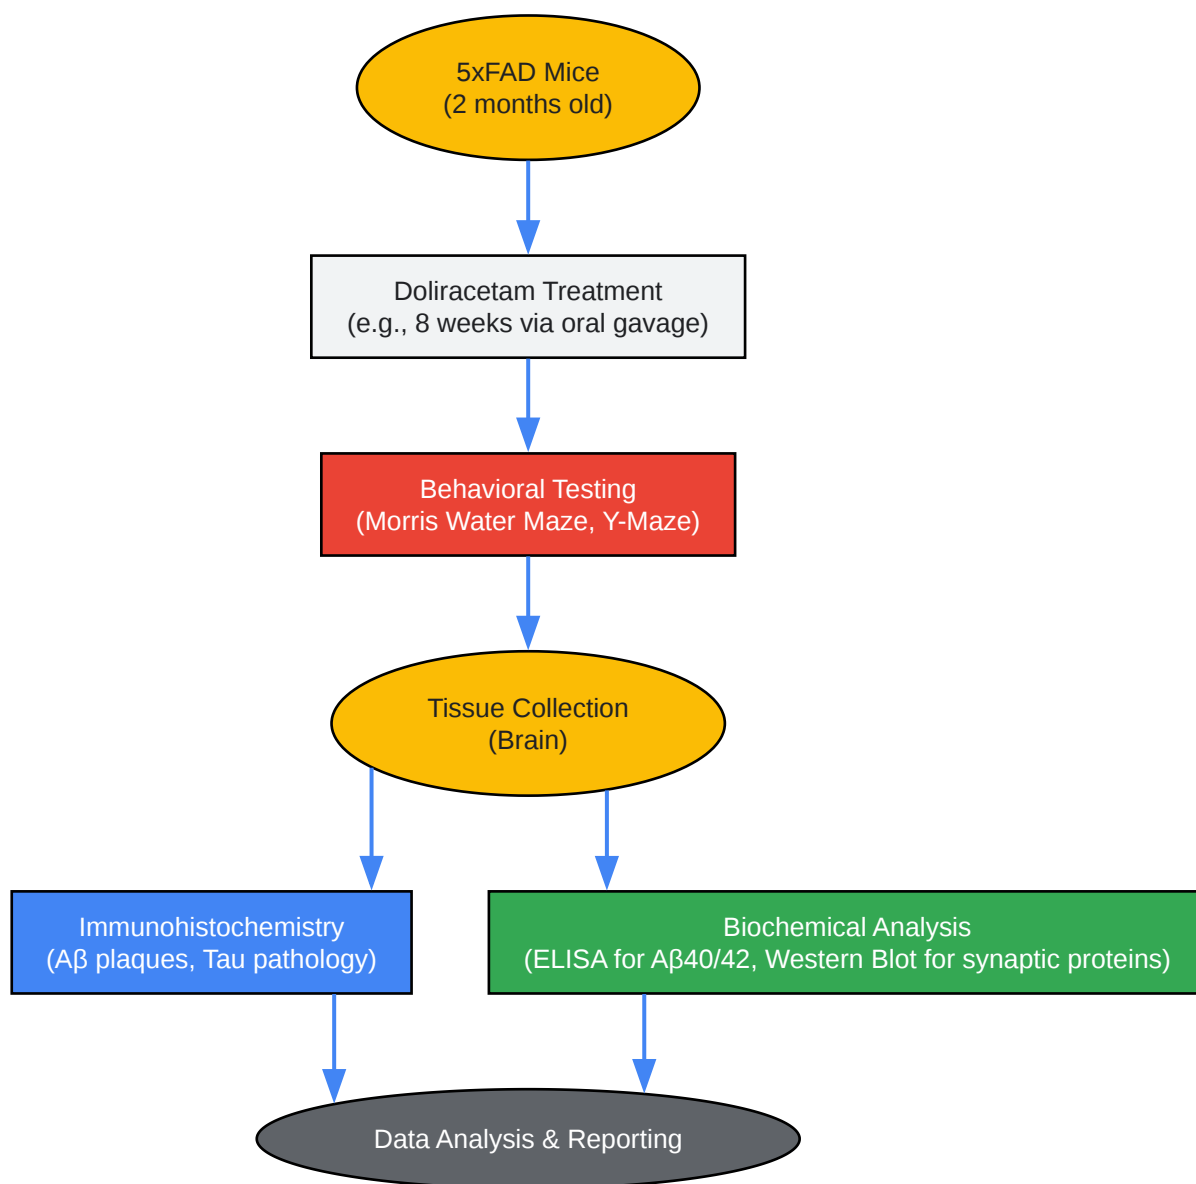 5xFAD Mice
(2 months old)
Doliracetam Treatment
(e.g., 8 weeks via oral gavage)
Behavioral Testing
(Morris Water Maze, Y-Maze)
Tissue Collection
(Brain)
Immunohistochemistry
(Aβ plaques, Tau pathology)
Biochemical Analysis
(ELISA for Aβ40/42, Western Blot for synaptic proteins)
Data Analysis & Reporting